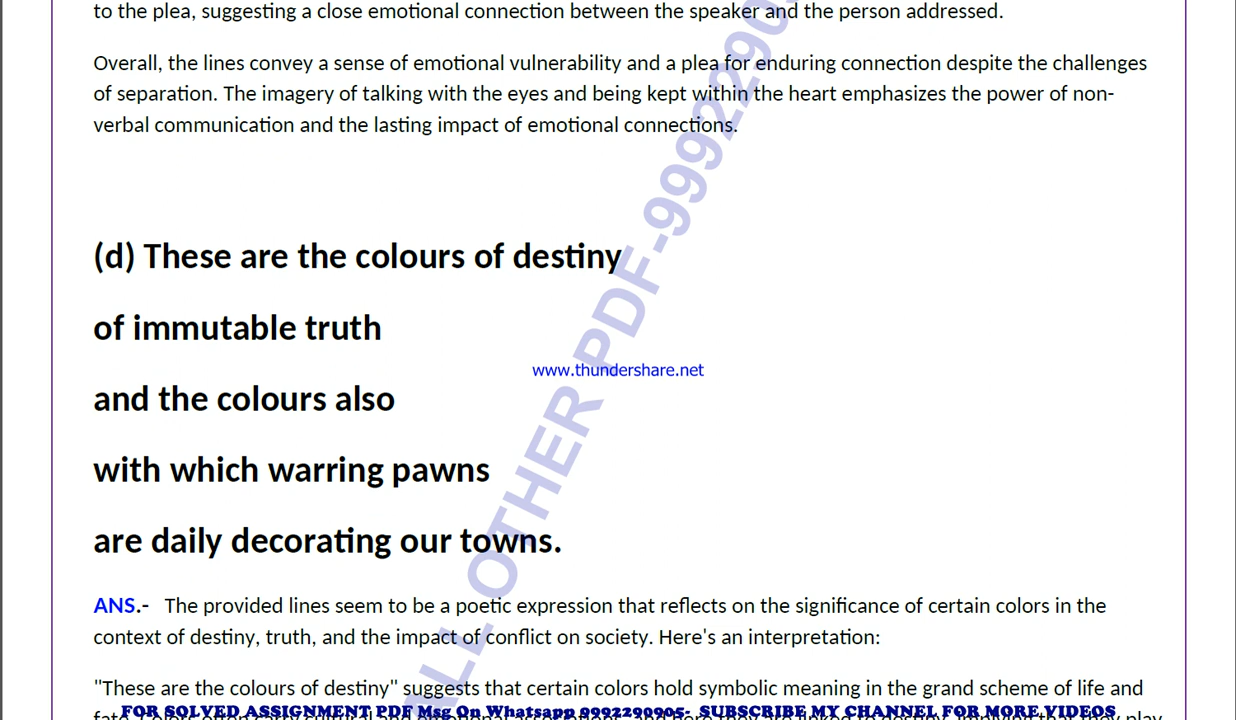 to the plea, suggesting a close emotional connection between the speaker and the person addressed.
Overall, the lines convey a sense of emotional vulnerability and a plea for enduring connection despite the challenges
of separation. The imagery of talking with the eyes and being kept within the heart emphasizes the power of non-
verbal communication and the lasting impact of emotional connections.
(d) These are the colours of destiny
of immutable truth
www.thundershare.net
and the colours also
with which warring pawns
are daily decorating our towns.
ANS.- The provided lines seem to be a poetic expression that reflects on the significance of certain colors in the
context of destiny, truth, and the impact of conflict on society. Here's an interpretation:
"These are the colours of destiny" suggests that certain colors hold symbolic meaning in the grand scheme of life and
FOR SOLVED ASSIGNMENT PDF Msg On Whatsapp 9992290905- SUBSCRIBE MY CHANNEL FOR MORE VIDEOS
ALL OTHER PDF-999229090